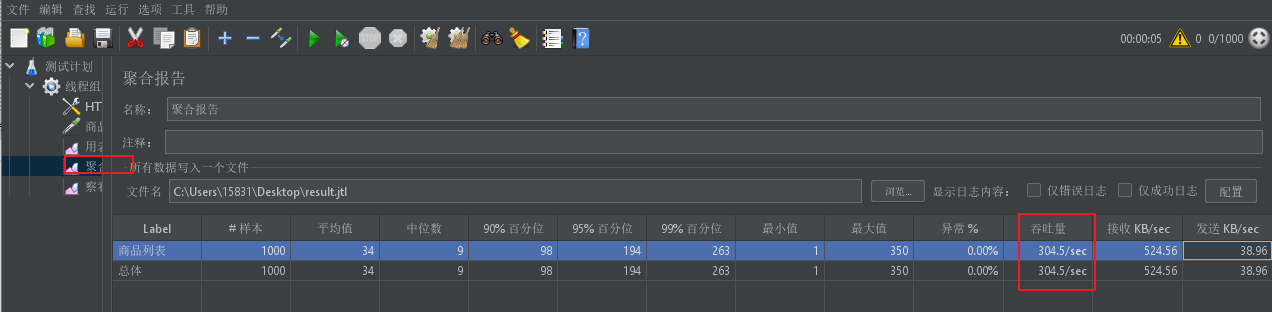 文件 编辑 查找 运行 选项 工具 帮助
STOP
00:00:05 0 0/1000
测试计划
线程组
HT
商品
用表
聚合
察看
聚合报告
名称： 聚合报告
注释：
所有数据写入一个文件
文件名 C:\Users\15831\Desktop\result.jtl 浏览... 显示日志内容： 仅错误日志 仅成功日志 配置
Label # 样本 平均值 中位数 90% 百分位 95% 百分位 99% 百分位 最小值 最大值 异常 % 吞吐量 接收 KB/sec 发送 KB/sec
商品列表 1000 34 9 98 194 263 1 350 0.00% 304.5/sec 524.56 38.96
总体 1000 34 9 98 194 263 1 350 0.00% 304.5/sec 524.56 38.96